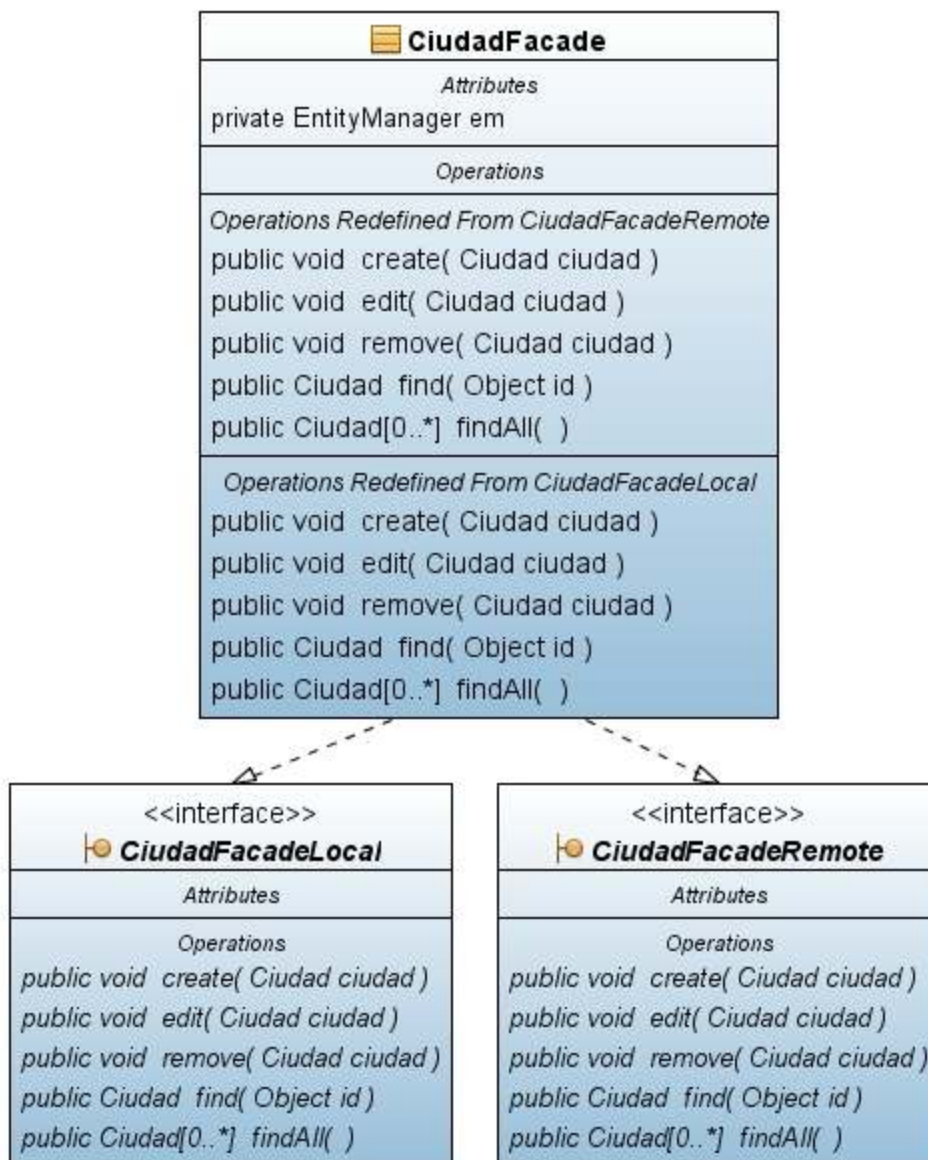 CiudadFacade
Attributes
private EntityManager em
Operations
Operations Redefined From CiudadFacadeRemote
public void create( Ciudad ciudad )
public void edit( Ciudad ciudad )
public void remove( Ciudad ciudad )
public Ciudad find( Object id )
public Ciudad[0..*] findAll( )
Operations Redefined From CiudadFacadeLocal
public void create( Ciudad ciudad )
public void edit( Ciudad ciudad )
public void remove( Ciudad ciudad )
public Ciudad find( Object id )
public Ciudad[0..*] findAll( )
<<interface>>
CiudadFacadeLocal
Attributes
Operations
public void create( Ciudad ciudad )
public void edit( Ciudad ciudad )
public void remove( Ciudad ciudad )
public Ciudad find( Object id )
public Ciudad[0..*] findAll( )
<<interface>>
CiudadFacadeRemote
Attributes
Operations
public void create( Ciudad ciudad )
public void edit( Ciudad ciudad )
public void remove( Ciudad ciudad )
public Ciudad find( Object id )
public Ciudad[0..*] findAll( )